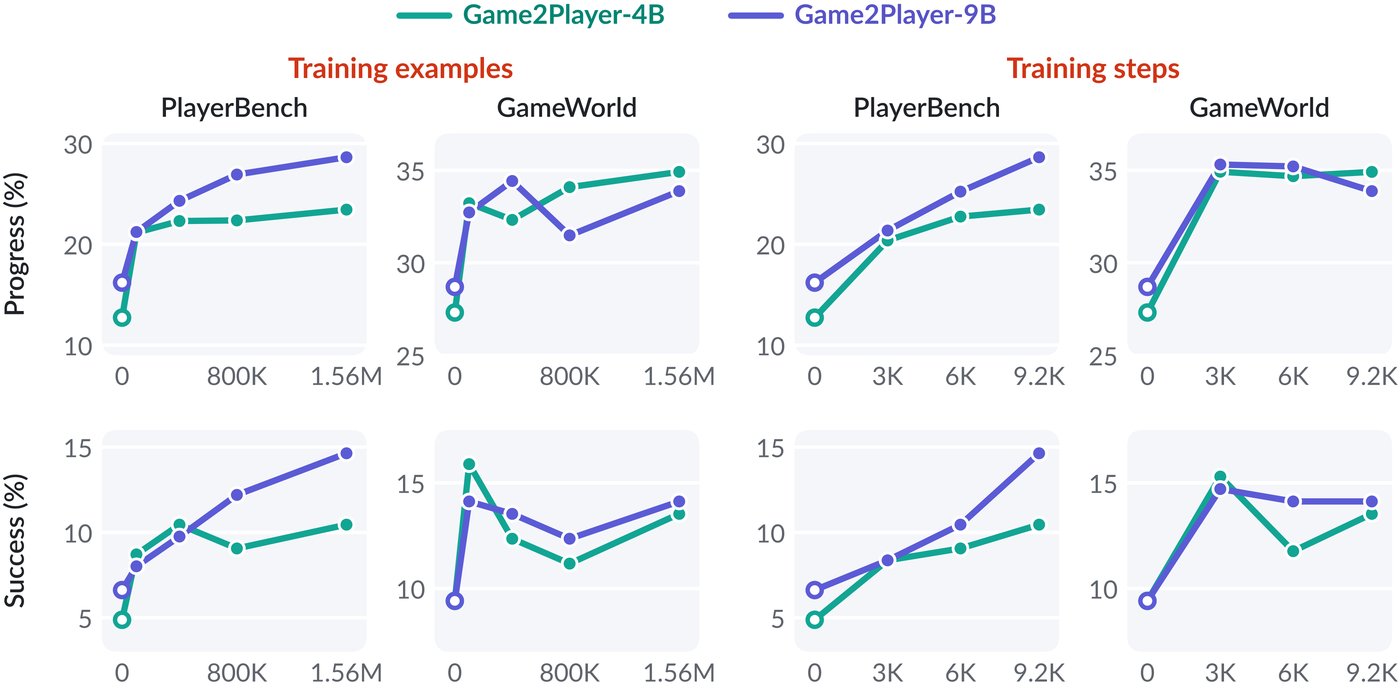 Game2Player-4B Game2Player-9B
Training examples Training steps
PlayerBench GameWorld PlayerBench GameWorld
Progress (%)
30 35 30 35
20 30 20 30
10 25 10 25
0 800K 1.56M 0 800K 1.56M 0 3K 6K 9.2K 0 3K 6K 9.2K
Success (%)
15 15 15 15
10 10 10 10
5 5
0 800K 1.56M 0 800K 1.56M 0 3K 6K 9.2K 0 3K 6K 9.2K